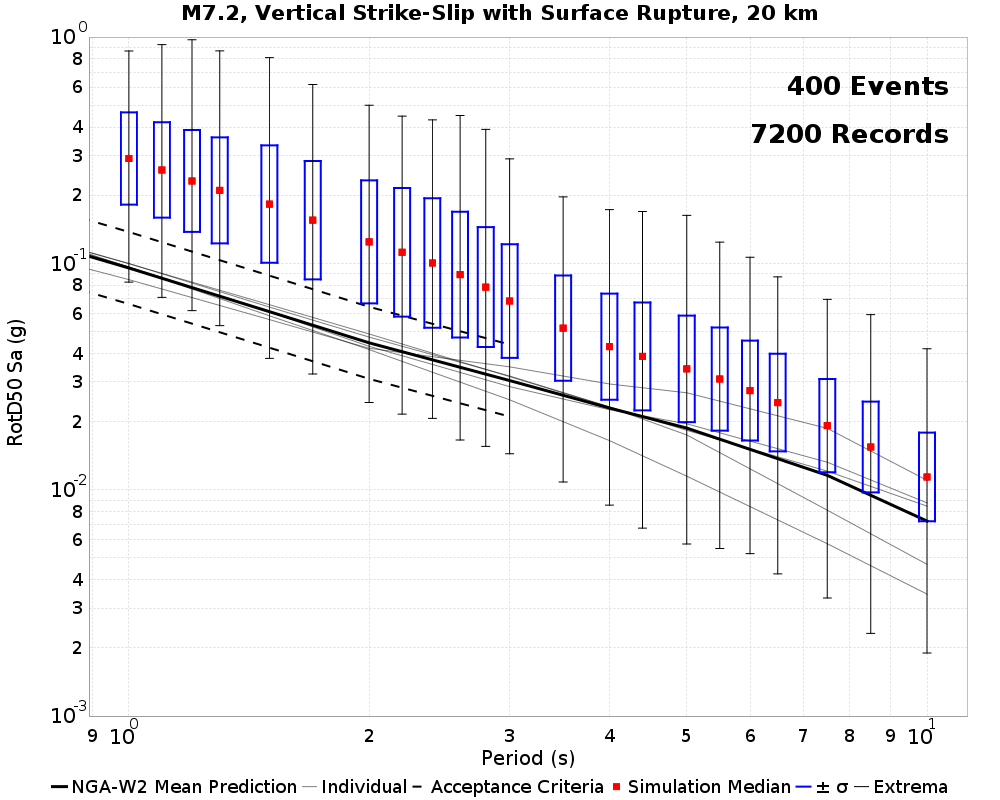 M7.2, Vertical Strike-Slip with Surface Rupture, 20 km
400 Events
7200 Records
RotD50 Sa (g)
10^0
8
6
4
3
2
10^-1
8
6
4
3
2
10^-2
8
6
4
3
2
10^-3
9 10^0 2 3 4 5 6 7 8 9 10^1
Period (s)
NGA-W2 Mean Prediction Individual Acceptance Criteria Simulation Median ± σ Extrema